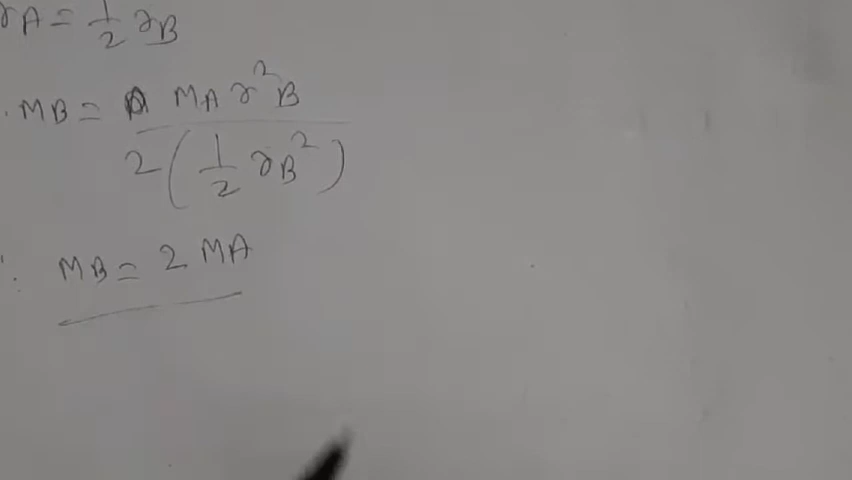 rA = 1/2 rB
∴ MB = MA r²B / 2 (1/2 rB²)
∴ MB = 2 MA